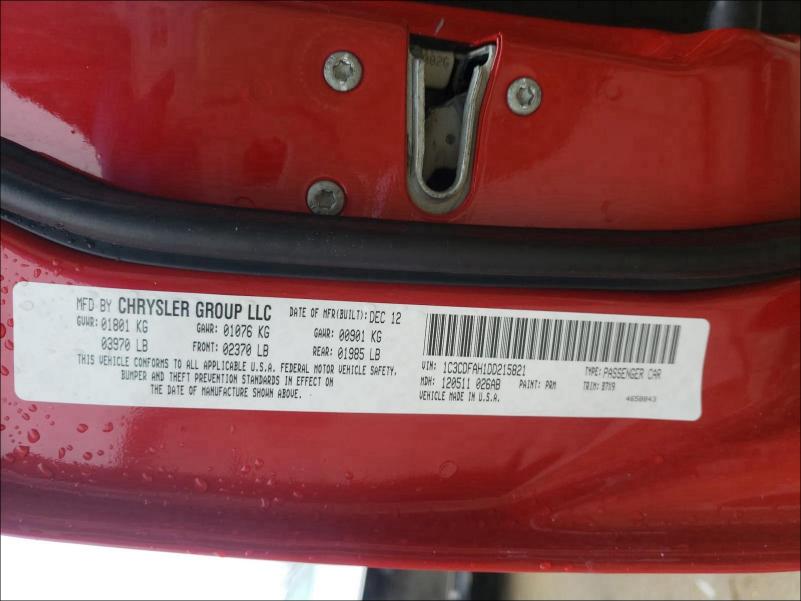 MFD BY CHRYSLER GROUP LLC DATE OF MFR(BUILT): DEC 12
GVWR: 01801 KG GAWR: 01076 KG GAWR: 00901 KG
03970 LB FRONT: 02370 LB REAR: 01985 LB
THIS VEHICLE CONFORMS TO ALL APPLICABLE U.S.A. FEDERAL MOTOR VEHICLE SAFETY,
BUMPER AND THEFT PREVENTION STANDARDS IN EFFECT ON
THE DATE OF MANUFACTURE SHOWN ABOVE.
VIN: 1C3CDFAH1DD215821 TYPE: PASSENGER CAR
MDH: 120511 026AB PAINT: PRM TRIM: B7X9
VEHICLE MADE IN U.S.A. 4650843